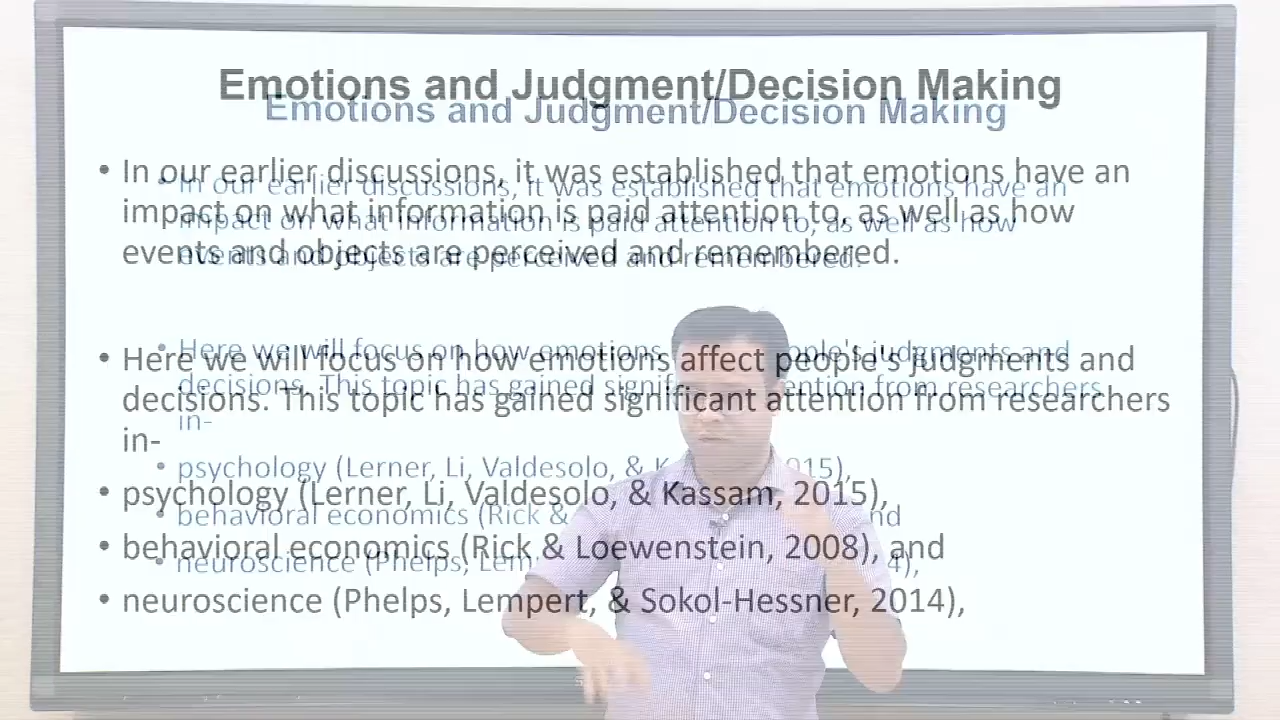 Emotions and Judgment/Decision Making
• In our earlier discussions, it was established that emotions have an
impact on what information is paid attention to, as well as how
events and objects are perceived and remembered.
• Here we will focus on how emotions affect people's judgments and
decisions. This topic has gained significant attention from researchers
in-
• psychology (Lerner, Li, Valdesolo, & Kassam, 2015),
• behavioral economics (Rick & Loewenstein, 2008), and
• neuroscience (Phelps, Lempert, & Sokol-Hessner, 2014),